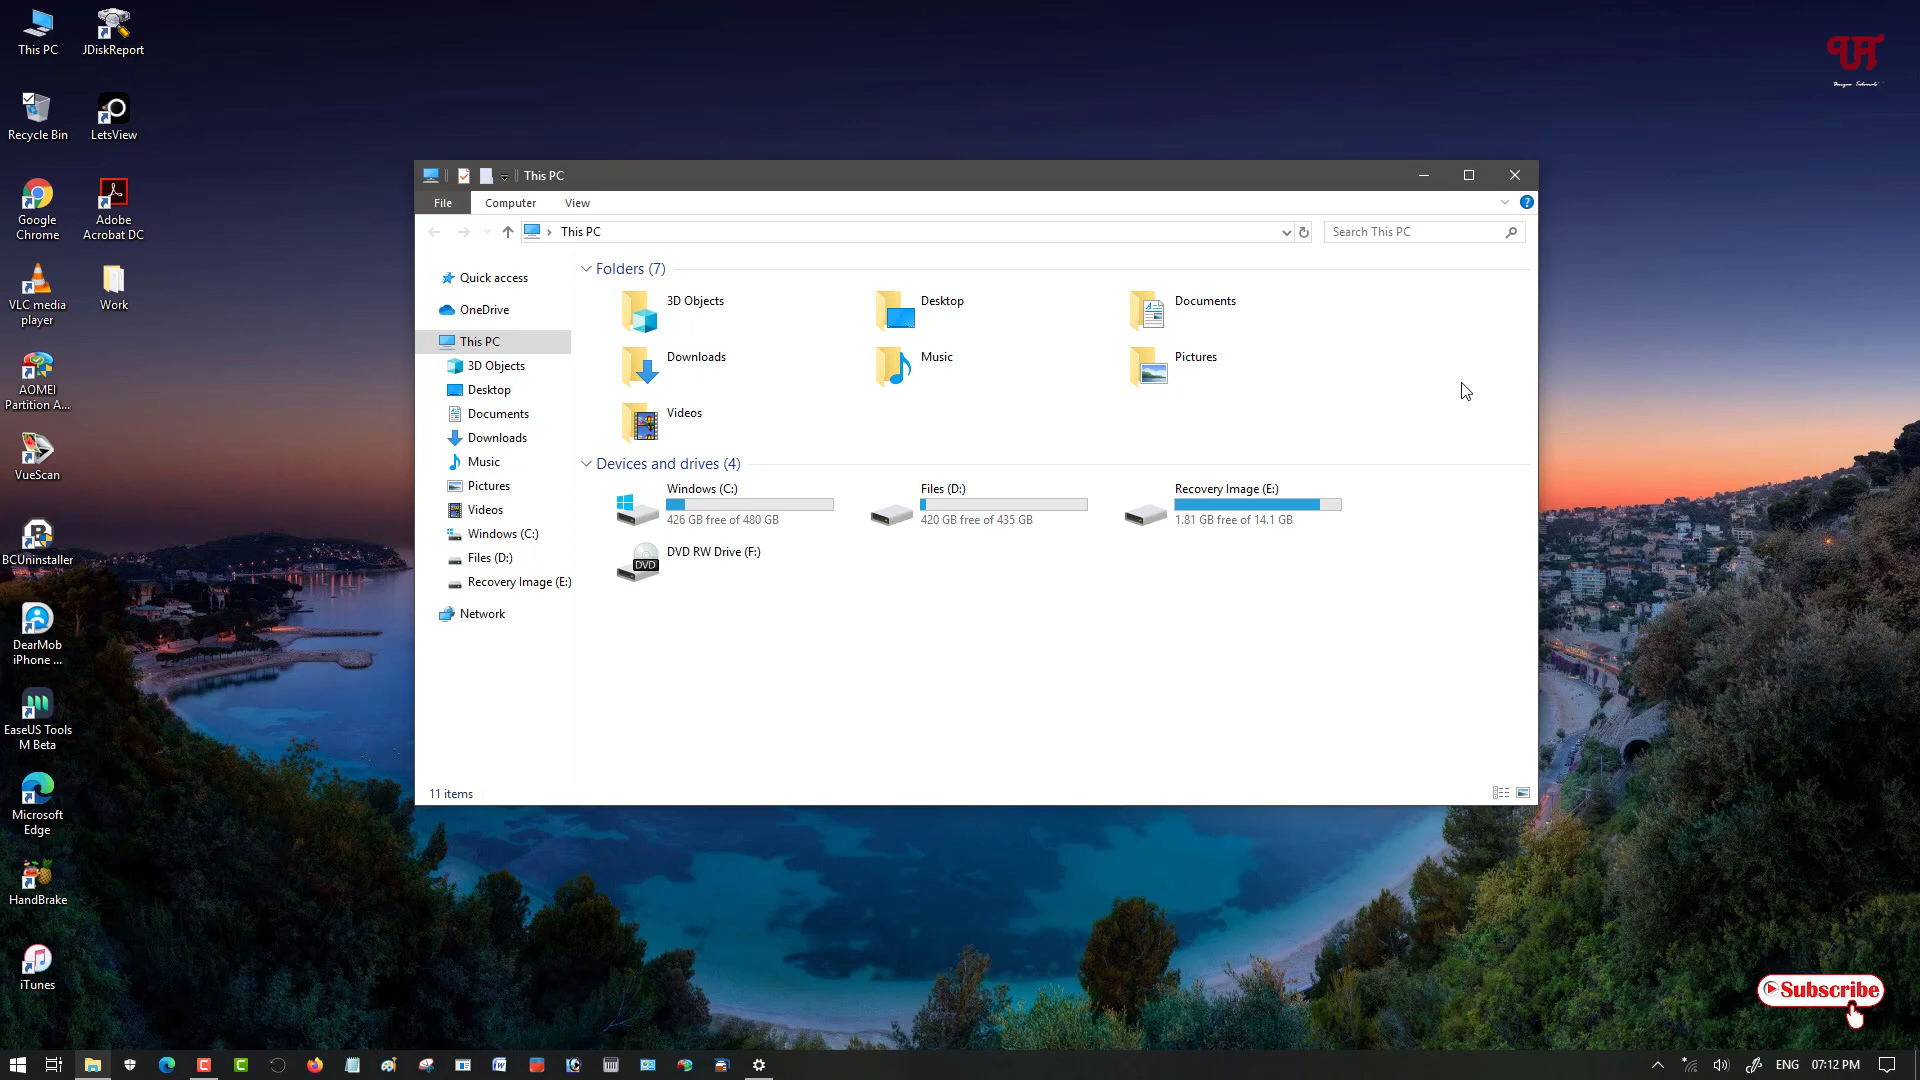 This PC
JDiskReport
Recycle Bin
LetsView
Google
Chrome
Adobe
Acrobat DC
VLC media
player
Work
AOMEI
Partition A...
VueScan
BCUninstaller
DearMob
iPhone ...
EaseUS Tools
M Beta
Microsoft
Edge
HandBrake
iTunes
This PC
File
Computer
View
This PC
Search This PC
Quick access
OneDrive
This PC
3D Objects
Desktop
Documents
Downloads
Music
Pictures
Videos
Windows (C:)
Files (D:)
Recovery Image (E:)
Network
Folders (7)
3D Objects
Desktop
Documents
Downloads
Music
Pictures
Videos
Devices and drives (4)
Windows (C:)
426 GB free of 480 GB
Files (D:)
420 GB free of 435 GB
Recovery Image (E:)
1.81 GB free of 14.1 GB
DVD RW Drive (F:)
DVD
11 items
Subscribe
ENG
07:12 PM